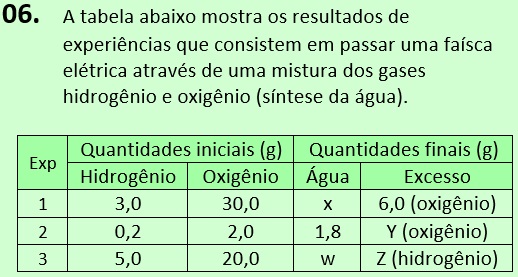 06. A tabela abaixo mostra os resultados de
experiências que consistem em passar uma faísca
elétrica através de uma mistura dos gases
hidrogênio e oxigênio (síntese da água).
Exp Quantidades iniciais (g) Quantidades finais (g)
Hidrogênio Oxigênio Água Excesso
1 3,0 30,0 x 6,0 (oxigênio)
2 0,2 2,0 1,8 Y (oxigênio)
3 5,0 20,0 w Z (hidrogênio)